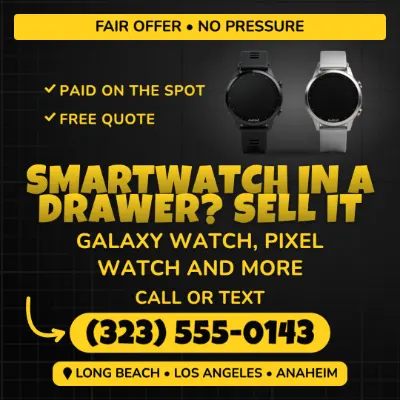 FAIR OFFER • NO PRESSURE
PAID ON THE SPOT
FREE QUOTE
SMARTWATCH IN A
DRAWER? SELL IT
GALAXY WATCH, PIXEL
WATCH AND MORE
CALL OR TEXT
(323) 555-0143
LONG BEACH • LOS ANGELES • ANAHEIM